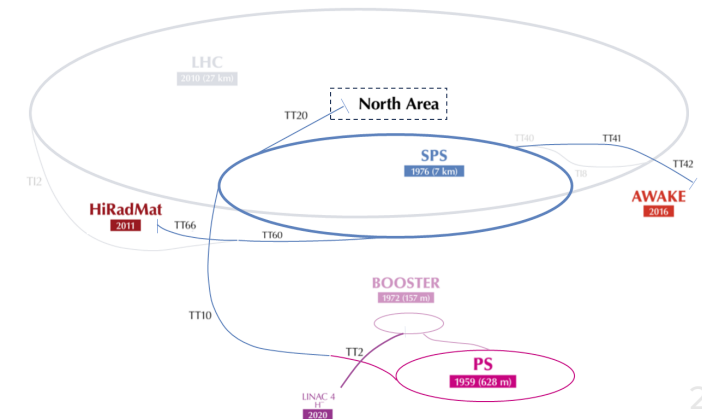 LHC
2010 (27 km)
TT20
North Area
TT40
TT41
SPS
1976 (7 km)
TI8
TT42
TI2
AWAKE
2016
HiRadMat
2011
TT66
TT60
BOOSTER
1972 (157 m)
TT10
TT2
PS
1959 (628 m)
LINAC 4
H⁻
2020
2